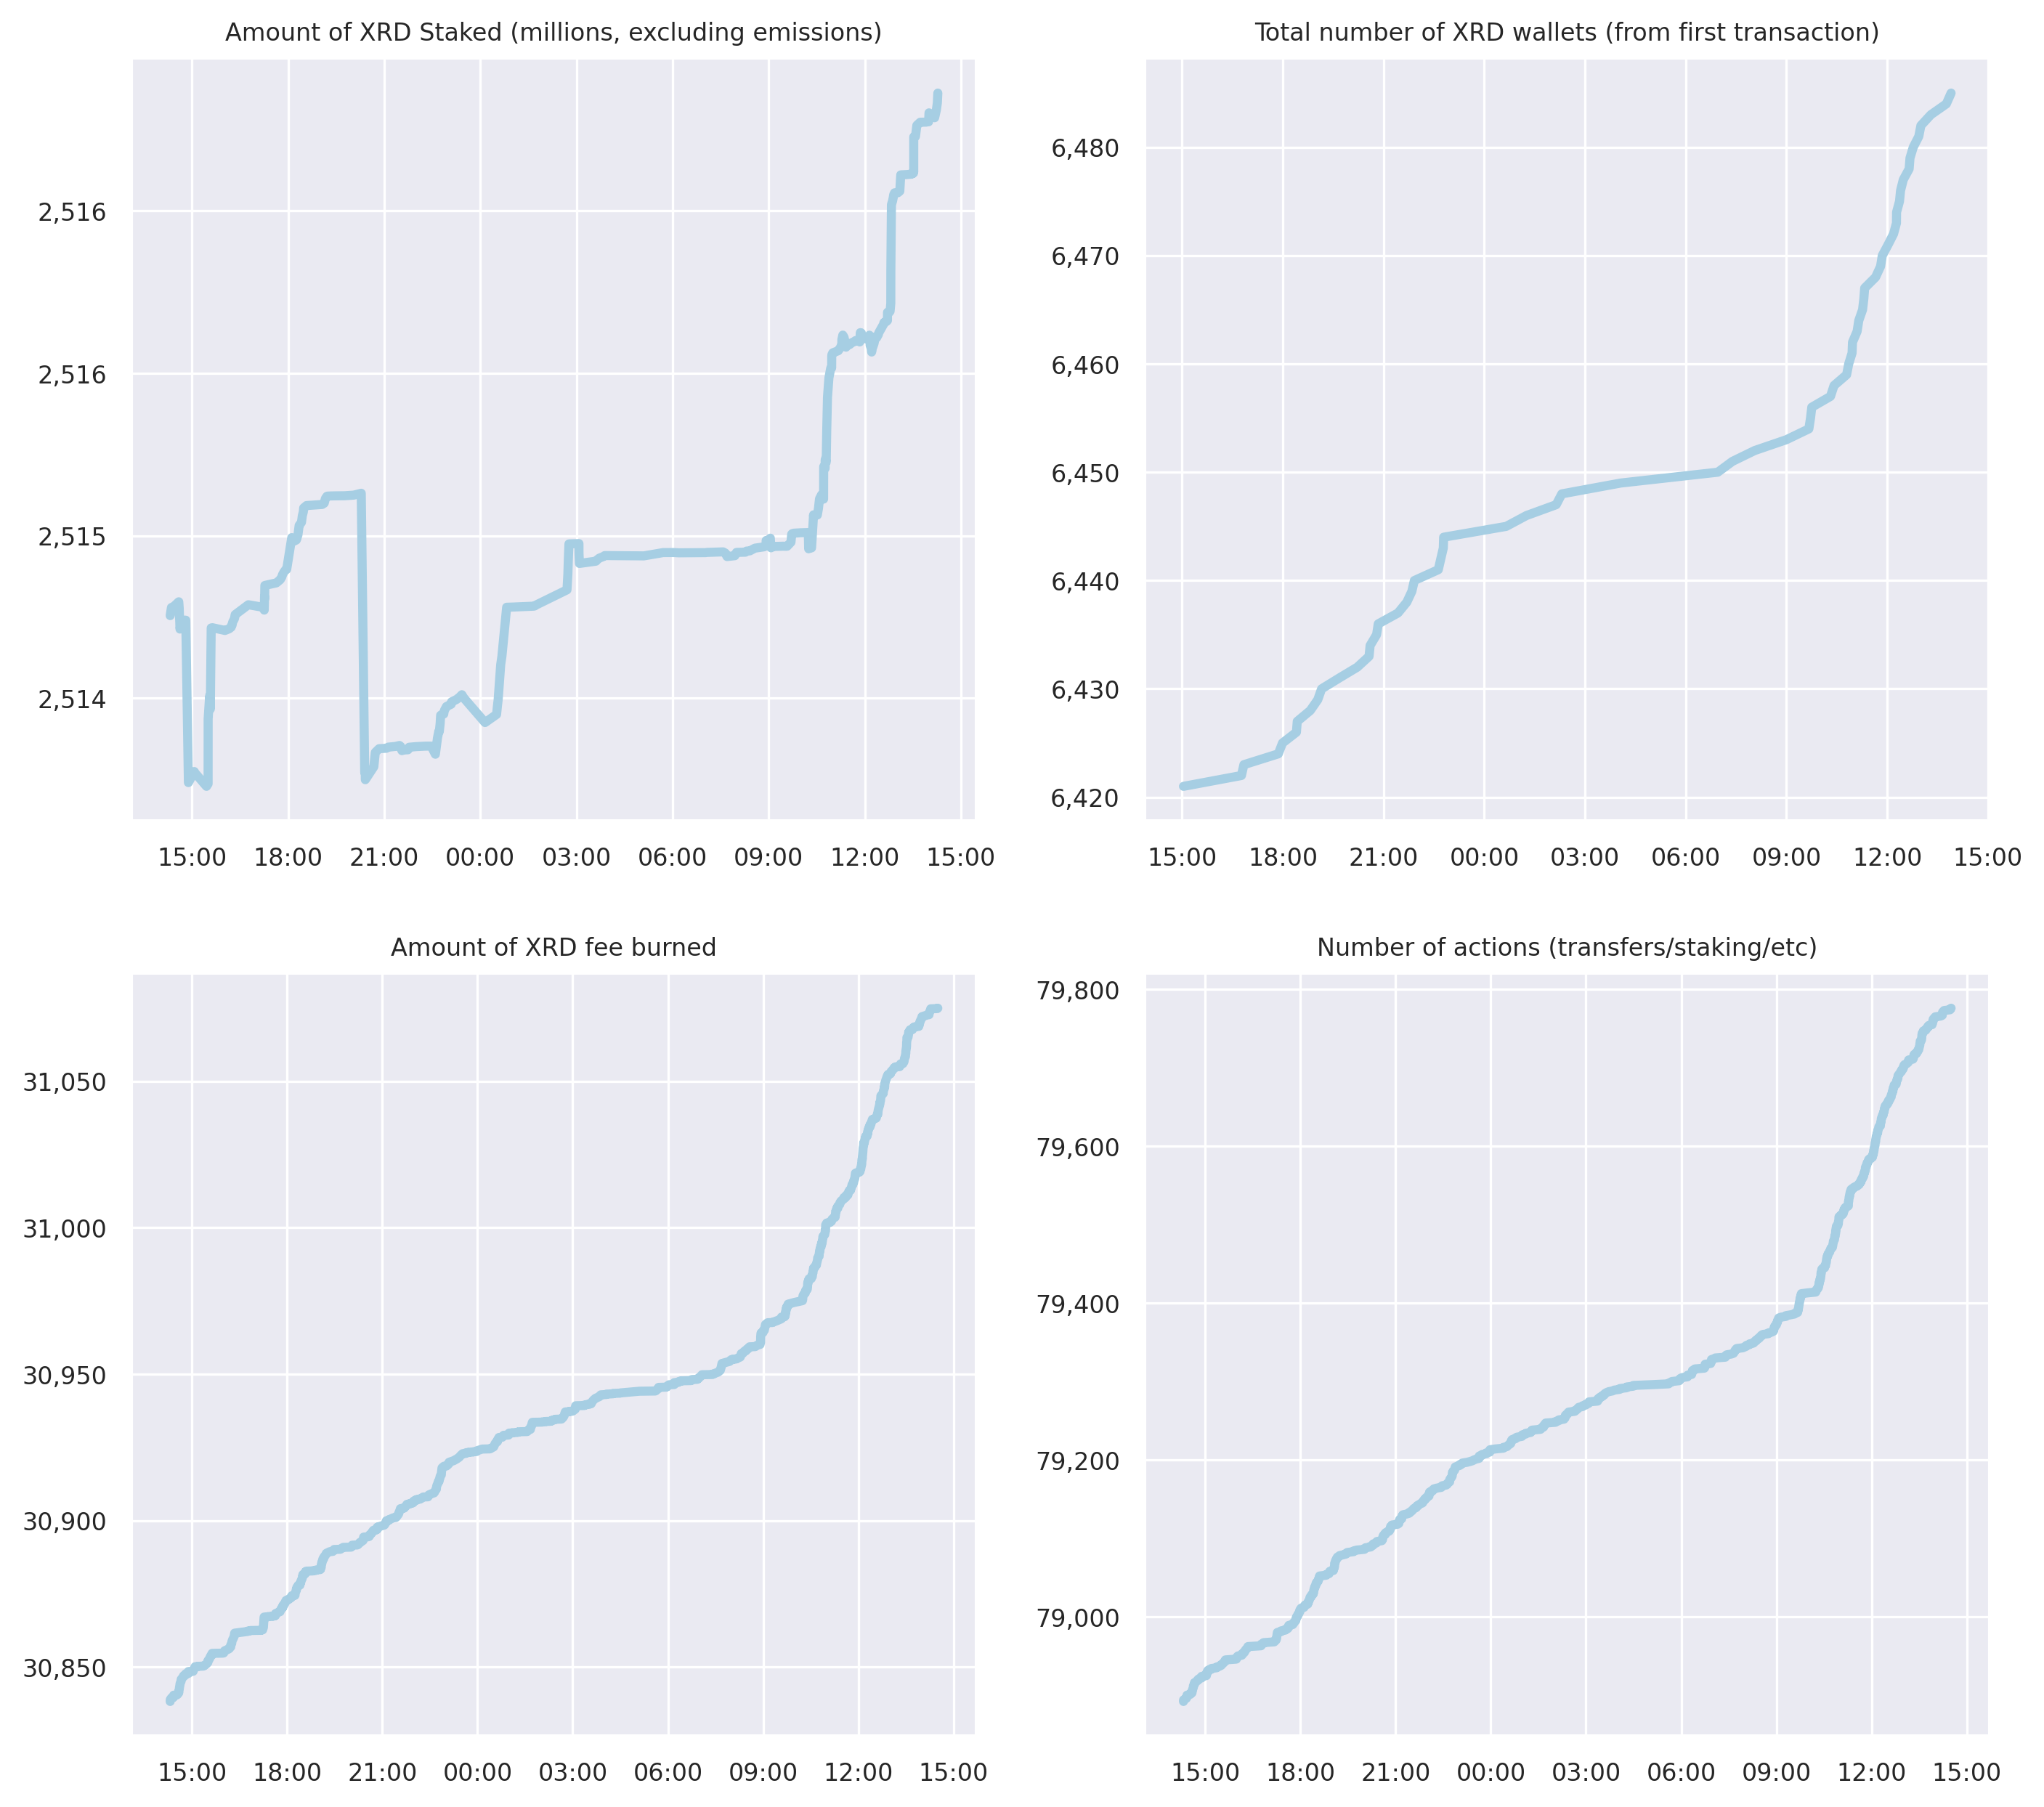 Amount of XRD Staked (millions, excluding emissions)
2,516
2,516
2,515
2,514
15:00 18:00 21:00 00:00 03:00 06:00 09:00 12:00 15:00
Total number of XRD wallets (from first transaction)
6,480
6,470
6,460
6,450
6,440
6,430
6,420
15:00 18:00 21:00 00:00 03:00 06:00 09:00 12:00 15:00
Amount of XRD fee burned
31,050
31,000
30,950
30,900
30,850
15:00 18:00 21:00 00:00 03:00 06:00 09:00 12:00 15:00
Number of actions (transfers/staking/etc)
79,800
79,600
79,400
79,200
79,000
15:00 18:00 21:00 00:00 03:00 06:00 09:00 12:00 15:00